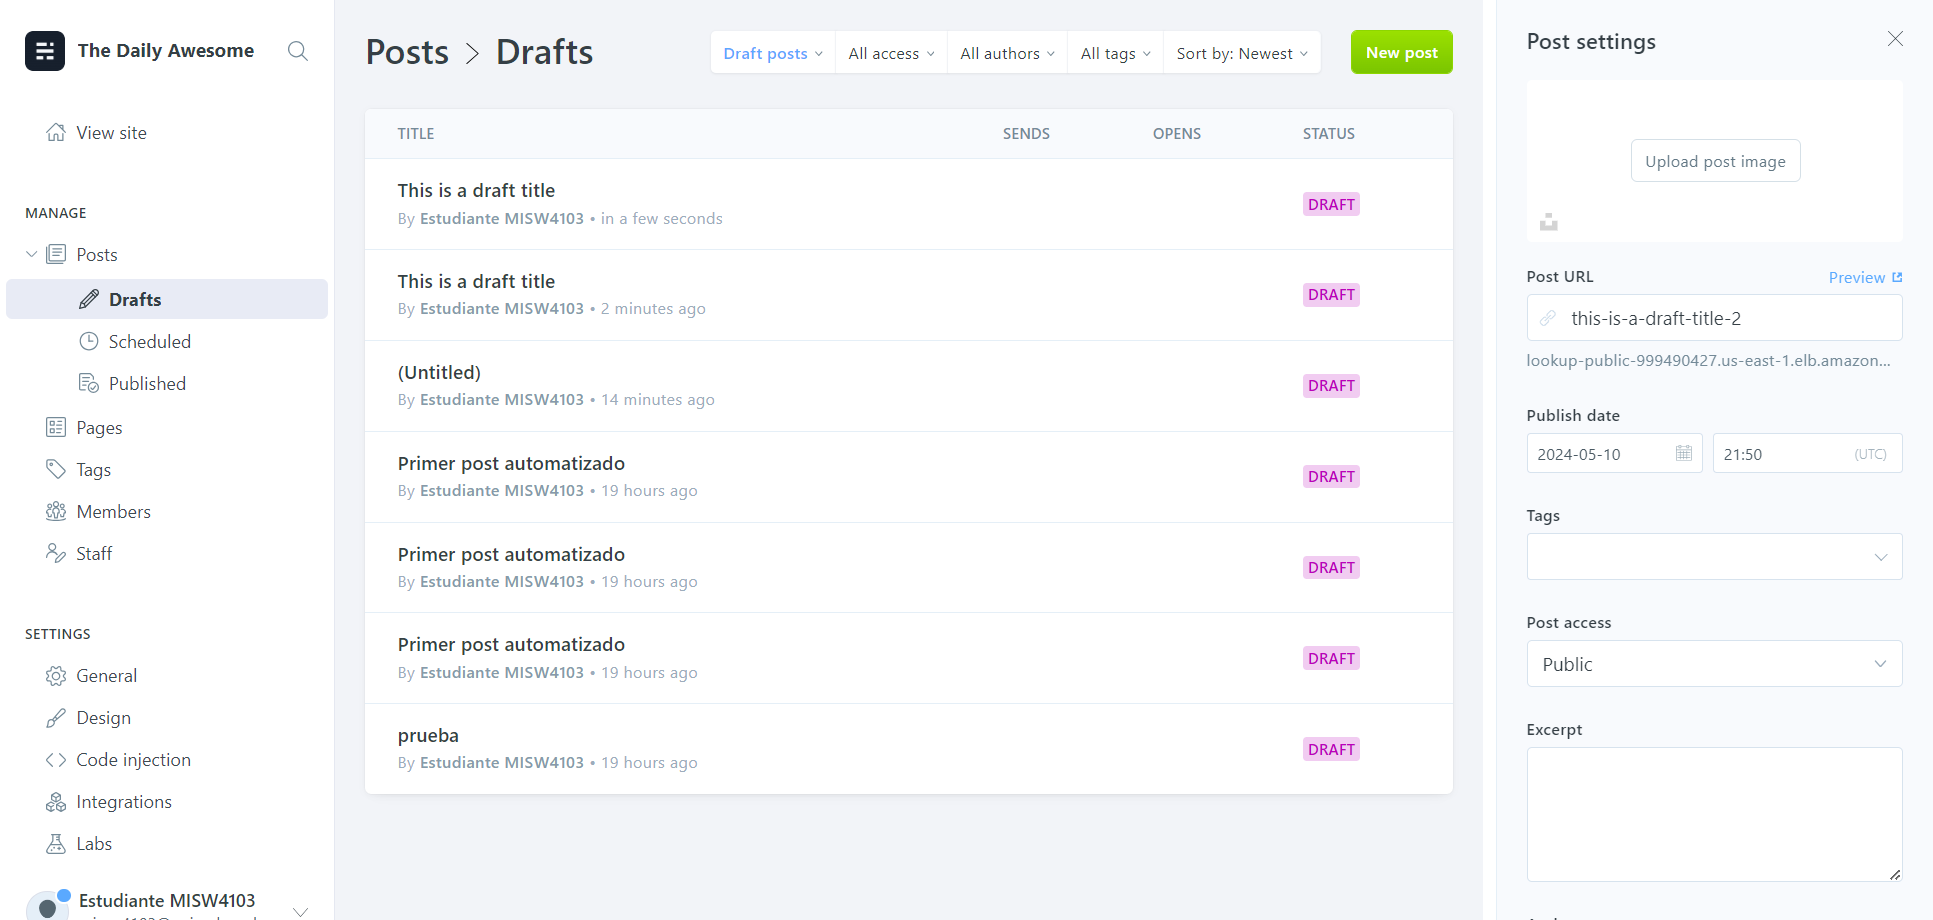 The Daily Awesome
View site
MANAGE
Posts
Drafts
Scheduled
Published
Pages
Tags
Members
Staff
SETTINGS
General
Design
Code injection
Integrations
Labs
Estudiante MISW4103
Posts > Drafts
Draft posts
All access
All authors
All tags
Sort by: Newest
New post
TITLE SENDS OPENS STATUS
This is a draft title
By Estudiante MISW4103 • in a few seconds
DRAFT
This is a draft title
By Estudiante MISW4103 • 2 minutes ago
DRAFT
(Untitled)
By Estudiante MISW4103 • 14 minutes ago
DRAFT
Primer post automatizado
By Estudiante MISW4103 • 19 hours ago
DRAFT
Primer post automatizado
By Estudiante MISW4103 • 19 hours ago
DRAFT
Primer post automatizado
By Estudiante MISW4103 • 19 hours ago
DRAFT
prueba
By Estudiante MISW4103 • 19 hours ago
DRAFT
Post settings
Upload post image
Post URL
Preview
this-is-a-draft-title-2
lookup-public-999490427.us-east-1.elb.amazon...
Publish date
2024-05-10
21:50 (UTC)
Tags
Post access
Public
Excerpt